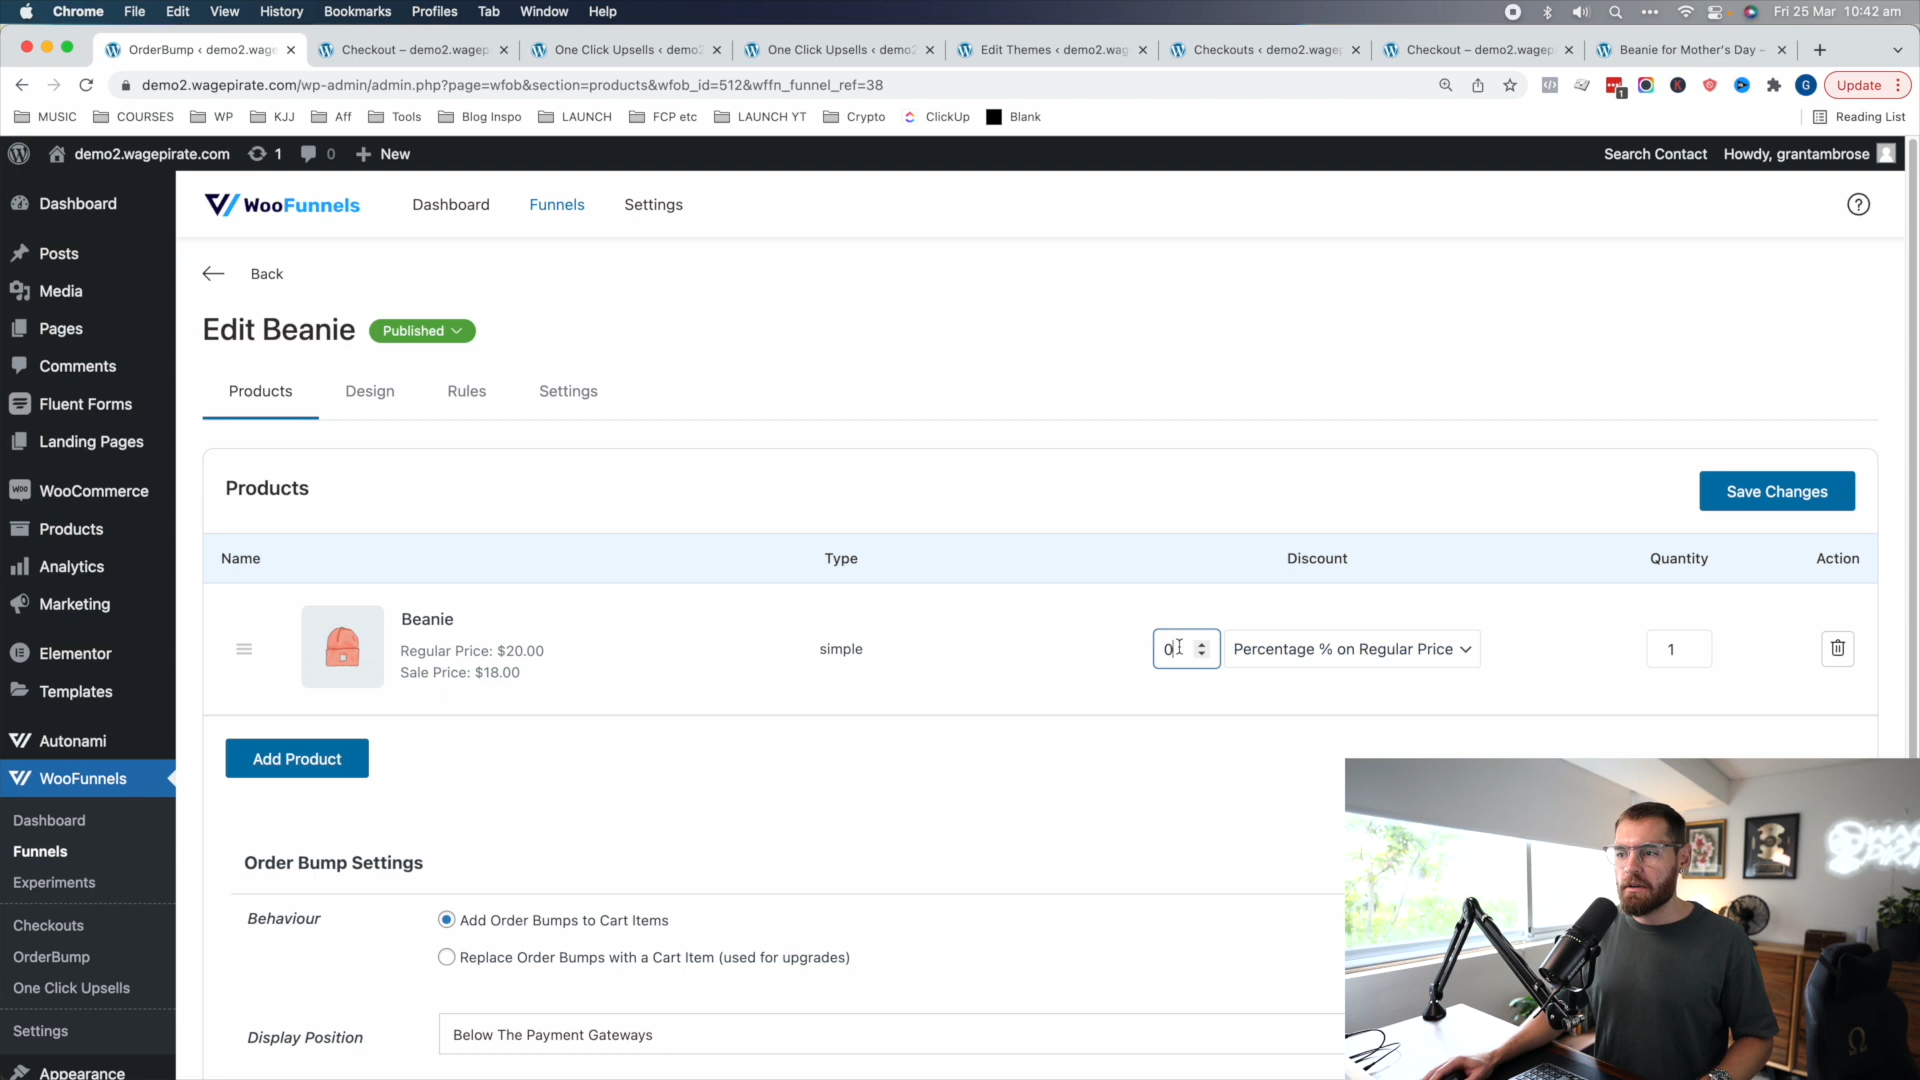 Chrome File Edit View History Bookmarks Profiles Tab Window Help
Fri 25 Mar 10:42 am
OrderBump ‹ demo2.wage
Checkout – demo2.wagep
One Click Upsells ‹ demo2
One Click Upsells ‹ demo2
Edit Themes ‹ demo2.wag
Checkouts ‹ demo2.wagep
Checkout – demo2.wagep
Beanie for Mother's Day –
demo2.wagepirate.com/wp-admin/admin.php?page=wfob&section=products&wfob_id=512&wffn_funnel_ref=38
1
G
Update
MUSIC COURSES WP KJJ Aff Tools Blog Inspo LAUNCH FCP etc LAUNCH YT Crypto ClickUp Blank Reading List
demo2.wagepirate.com 1 0 New
Search Contact Howdy, grantambrose
Dashboard
Posts
Media
Pages
Comments
Fluent Forms
Landing Pages
Woo WooCommerce
Products
Analytics
Marketing
Elementor
Templates
Autonami
WooFunnels
Dashboard
Funnels
Experiments
Checkouts
OrderBump
One Click Upsells
Settings
Appearance
WooFunnels Dashboard Funnels Settings
?
Back
Edit Beanie Published
Products Design Rules Settings
Products
Save Changes
Name Type Discount Quantity Action
Beanie
Regular Price: $20.00
Sale Price: $18.00
simple
0
Percentage % on Regular Price
1
Add Product
Order Bump Settings
Behaviour
Add Order Bumps to Cart Items
Replace Order Bumps with a Cart Item (used for upgrades)
Display Position
Below The Payment Gateways